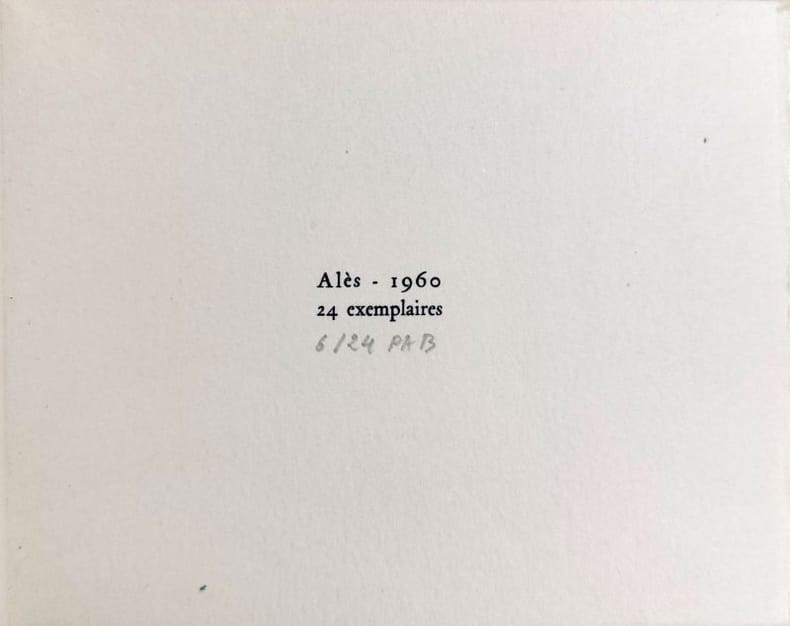 Alès - 1960
24 exemplaires
6/24 PAB